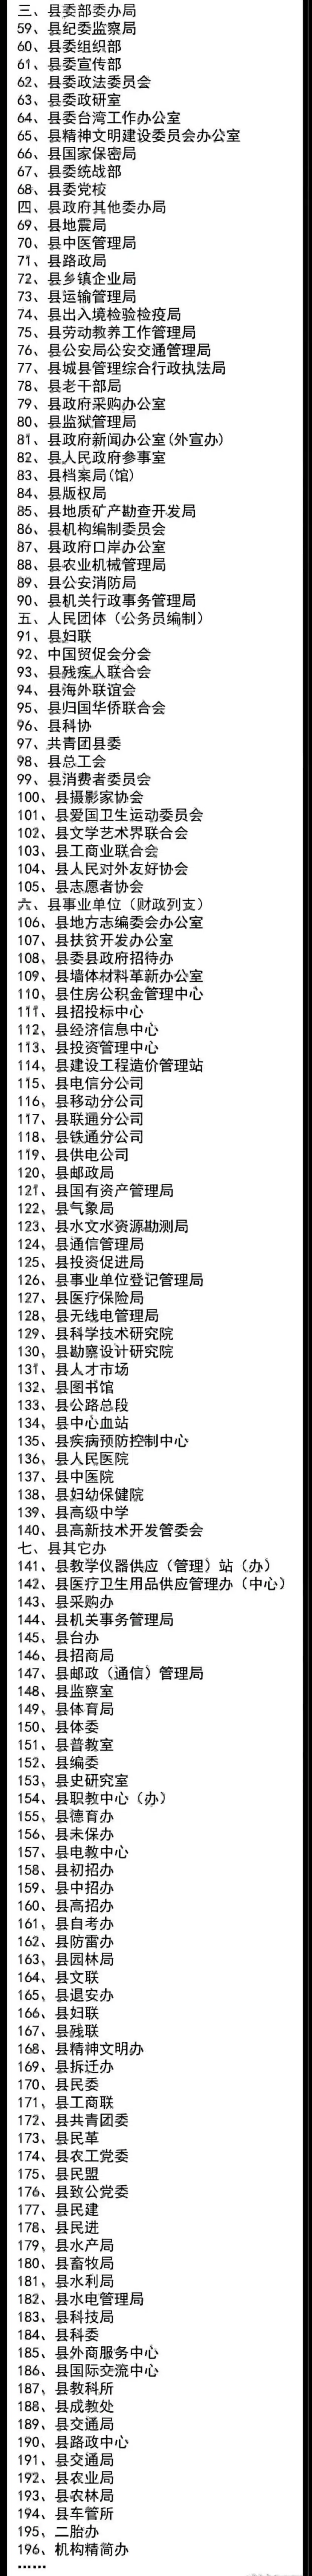 三、县委部委办局
59、县纪委监察局
60、县委组织部
61、县委宣传部
62、县委政法委员会
63、县委政研室
64、县委台湾工作办公室
65、县精神文明建设委员会办公室
66、县国家保密局
67、县委统战部
68、县委党校
四、县政府其他委办局
69、县地震局
70、县中医管理局
71、县路政局
72、县乡镇企业局
73、县运输管理局
74、县出入境检验检疫局
75、县劳动教养工作管理局
76、县公安局公安交通管理局
77、县城县管理综合行政执法局
78、县老干部局
79、县政府采购办公室
80、县监狱管理局
81、县政府新闻办公室(外宣办)
82、县人民政府参事室
83、县档案局(馆)
84、县版权局
85、县地质矿产勘查开发局
86、县机构编制委员会
87、县政府口岸办公室
88、县农业机械管理局
89、县公安消防局
90、县机关行政事务管理局
五、人民团体（公务员编制）
91、县妇联
92、中国贸促会分会
93、县残疾人联合会
94、县海外联谊会
95、县归国华侨联合会
96、县科协
97、共青团县委
98、县总工会
99、县消费者委员会
100、县摄影家协会
101、县爱国卫生运动委员会
102、县文学艺术界联合会
103、县工商业联合会
104、县人民对外友好协会
105、县志愿者协会
六、县事业单位（财政列支）
106、县地方志编委会办公室
107、县扶贫开发办公室
108、县委县政府招待办
109、县墙体材料革新办公室
110、县住房公积金管理中心
111、县招投标中心
112、县经济信息中心
113、县投资管理中心
114、县建设工程造价管理站
115、县电信分公司
116、县移动分公司
117、县联通分公司
118、县铁通分公司
119、县供电公司
120、县邮政局
121、县国有资产管理局
122、县气象局
123、县水文水资源勘测局
124、县通信管理局
125、县投资促进局
126、县事业单位登记管理局
127、县医疗保险局
128、县无线电管理局
129、县科学技术研究院
130、县勘察设计研究院
131、县人才市场
132、县图书馆
133、县公路总段
134、县中心血站
135、县疾病预防控制中心
136、县人民医院
137、县中医院
138、县妇幼保健院
139、县高级中学
140、县高新技术开发管委会
七、县其它办
141、县教学仪器供应（管理）站（办）
142、县医疗卫生用品供应管理办（中心）
143、县采购办
144、县机关事务管理局
145、县台办
146、县招商局
147、县邮政（通信）管理局
148、县监察室
149、县体育局
150、县体委
151、县普教室
152、县编委
153、县史研究室
154、县职教中心（办）
155、县德育办
156、县未保办
157、县电教中心
158、县初招办
159、县中招办
160、县高招办
161、县自考办
162、县防雷办
163、县园林局
164、县文联
165、县退安办
166、县妇联
167、县残联
168、县精神文明办
169、县拆迁办
170、县民委
171、县工商联
172、县共青团委
173、县民革
174、县农工党委
175、县民盟
176、县致公党委
177、县民建
178、县民进
179、县水产局
180、县畜牧局
181、县水利局
182、县水电管理局
183、县科技局
184、县科委
185、县外商服务中心
186、县国际交流中心
187、县教科所
188、县成教处
189、县交通局
190、县路政中心
191、县交通局
192、县农业局
193、县农林局
194、县车管所
195、二胎办
196、机构精简办
······